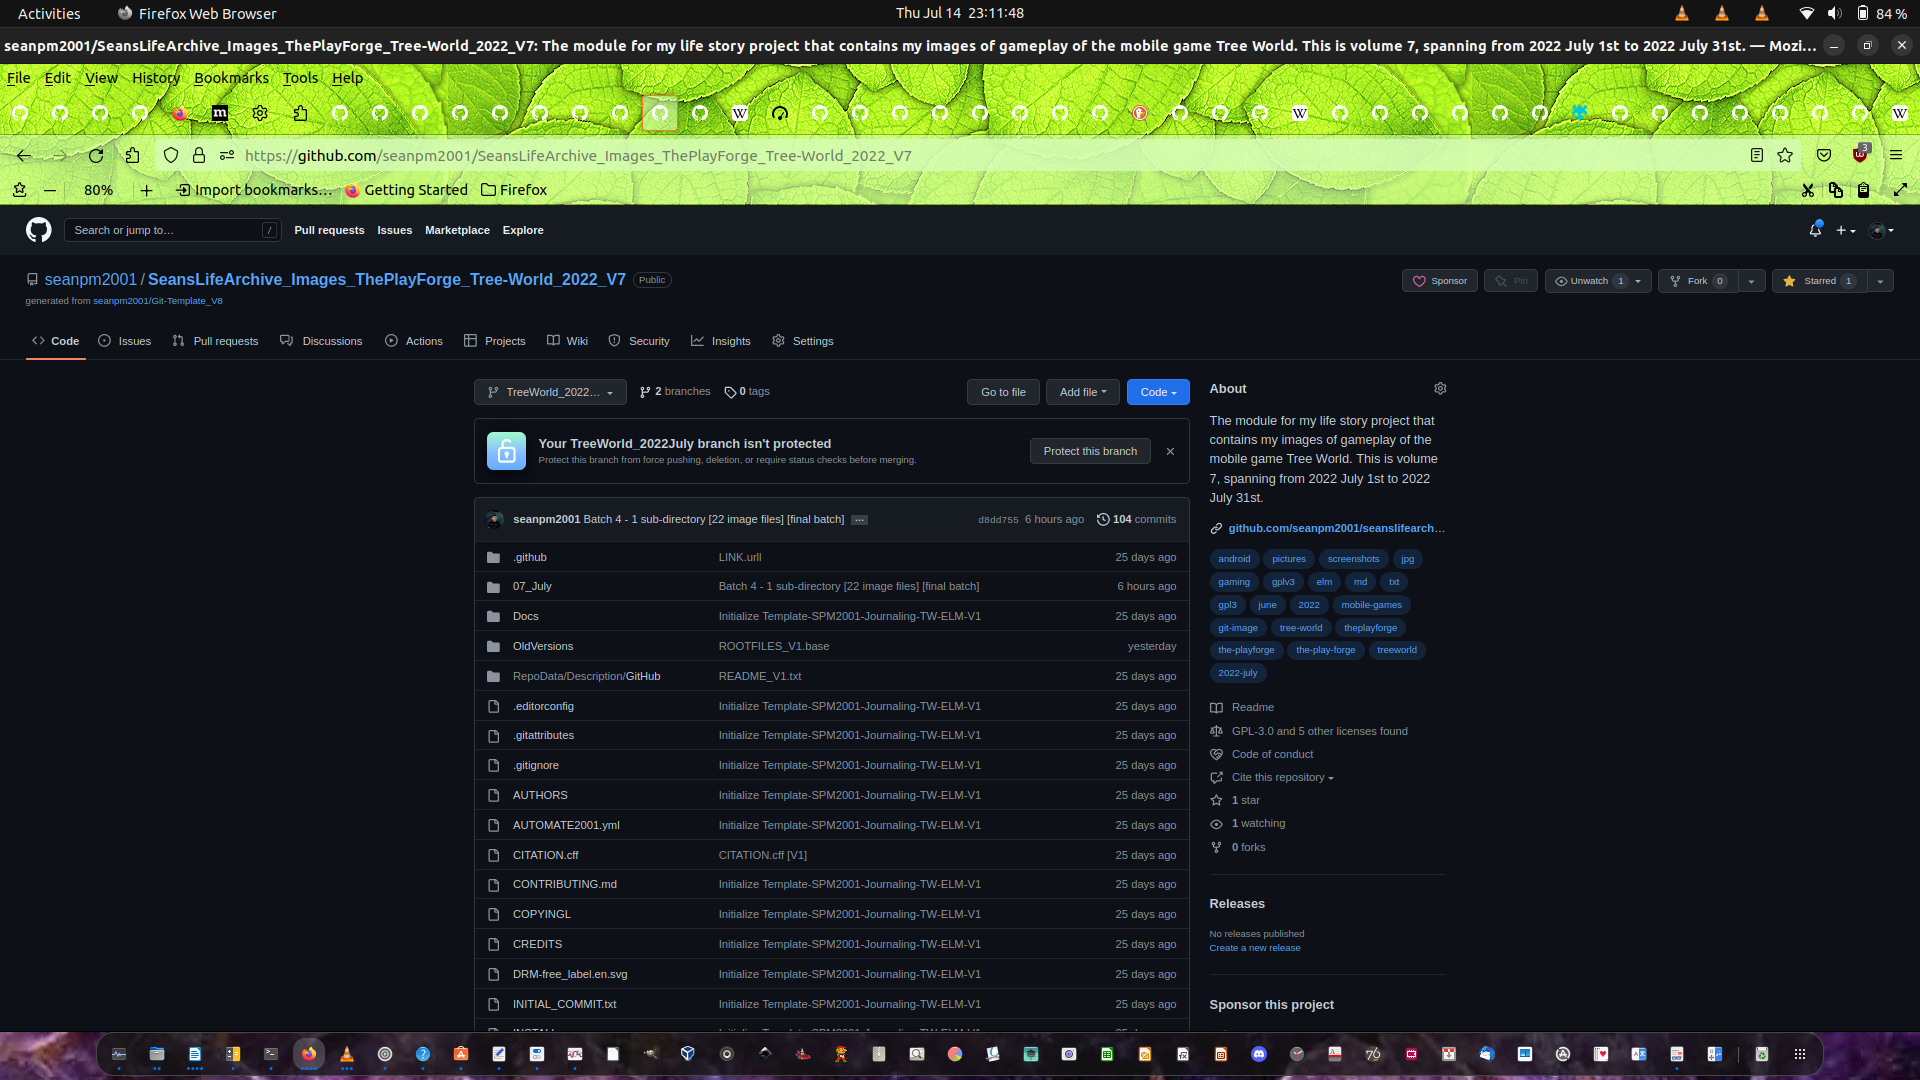 Activities Firefox Web Browser Thu Jul 14 23:11:48 84 %
seanpm2001/SeansLifeArchive_Images_ThePlayForge_Tree-World_2022_V7: The module for my life story project that contains my images of gameplay of the mobile game Tree World. This is volume 7, spanning from 2022 July 1st to 2022 July 31st. — Mozi…
File Edit View History Bookmarks Tools Help
https://github.com/seanpm2001/SeansLifeArchive_Images_ThePlayForge_Tree-World_2022_V7 3
80% Import bookmarks… Getting Started Firefox
Search or jump to… / Pull requests Issues Marketplace Explore
seanpm2001 / SeansLifeArchive_Images_ThePlayForge_Tree-World_2022_V7 Public Sponsor Pin Unwatch 1 Fork 0 Starred 1
generated from seanpm2001/Git-Template_V8
Code Issues Pull requests Discussions Actions Projects Wiki Security Insights Settings
TreeWorld_2022… 2 branches 0 tags Go to file Add file Code
Your TreeWorld_2022July branch isn't protected
Protect this branch from force pushing, deletion, or require status checks before merging.
Protect this branch
seanpm2001 Batch 4 - 1 sub-directory [22 image files] [final batch] … d8dd755 6 hours ago 104 commits
.github LINK.urll 25 days ago
07_July Batch 4 - 1 sub-directory [22 image files] [final batch] 6 hours ago
Docs Initialize Template-SPM2001-Journaling-TW-ELM-V1 25 days ago
OldVersions ROOTFILES_V1.base yesterday
RepoData/Description/GitHub README_V1.txt 25 days ago
.editorconfig Initialize Template-SPM2001-Journaling-TW-ELM-V1 25 days ago
.gitattributes Initialize Template-SPM2001-Journaling-TW-ELM-V1 25 days ago
.gitignore Initialize Template-SPM2001-Journaling-TW-ELM-V1 25 days ago
AUTHORS Initialize Template-SPM2001-Journaling-TW-ELM-V1 25 days ago
AUTOMATE2001.yml Initialize Template-SPM2001-Journaling-TW-ELM-V1 25 days ago
CITATION.cff CITATION.cff [V1] 25 days ago
CONTRIBUTING.md Initialize Template-SPM2001-Journaling-TW-ELM-V1 25 days ago
COPYINGL Initialize Template-SPM2001-Journaling-TW-ELM-V1 25 days ago
CREDITS Initialize Template-SPM2001-Journaling-TW-ELM-V1 25 days ago
DRM-free_label.en.svg Initialize Template-SPM2001-Journaling-TW-ELM-V1 25 days ago
INITIAL_COMMIT.txt Initialize Template-SPM2001-Journaling-TW-ELM-V1 25 days ago
About
The module for my life story project that
contains my images of gameplay of the
mobile game Tree World. This is volume
7, spanning from 2022 July 1st to 2022
July 31st.
github.com/seanpm2001/seanslifearch…
android pictures screenshots jpg
gaming gplv3 elm md txt
gpl3 june 2022 mobile-games
git-image tree-world theplayforge
the-playforge the-play-forge treeworld
2022-july
Readme
GPL-3.0 and 5 other licenses found
Code of conduct
Cite this repository
1 star
1 watching
0 forks
Releases
No releases published
Create a new release
Sponsor this project